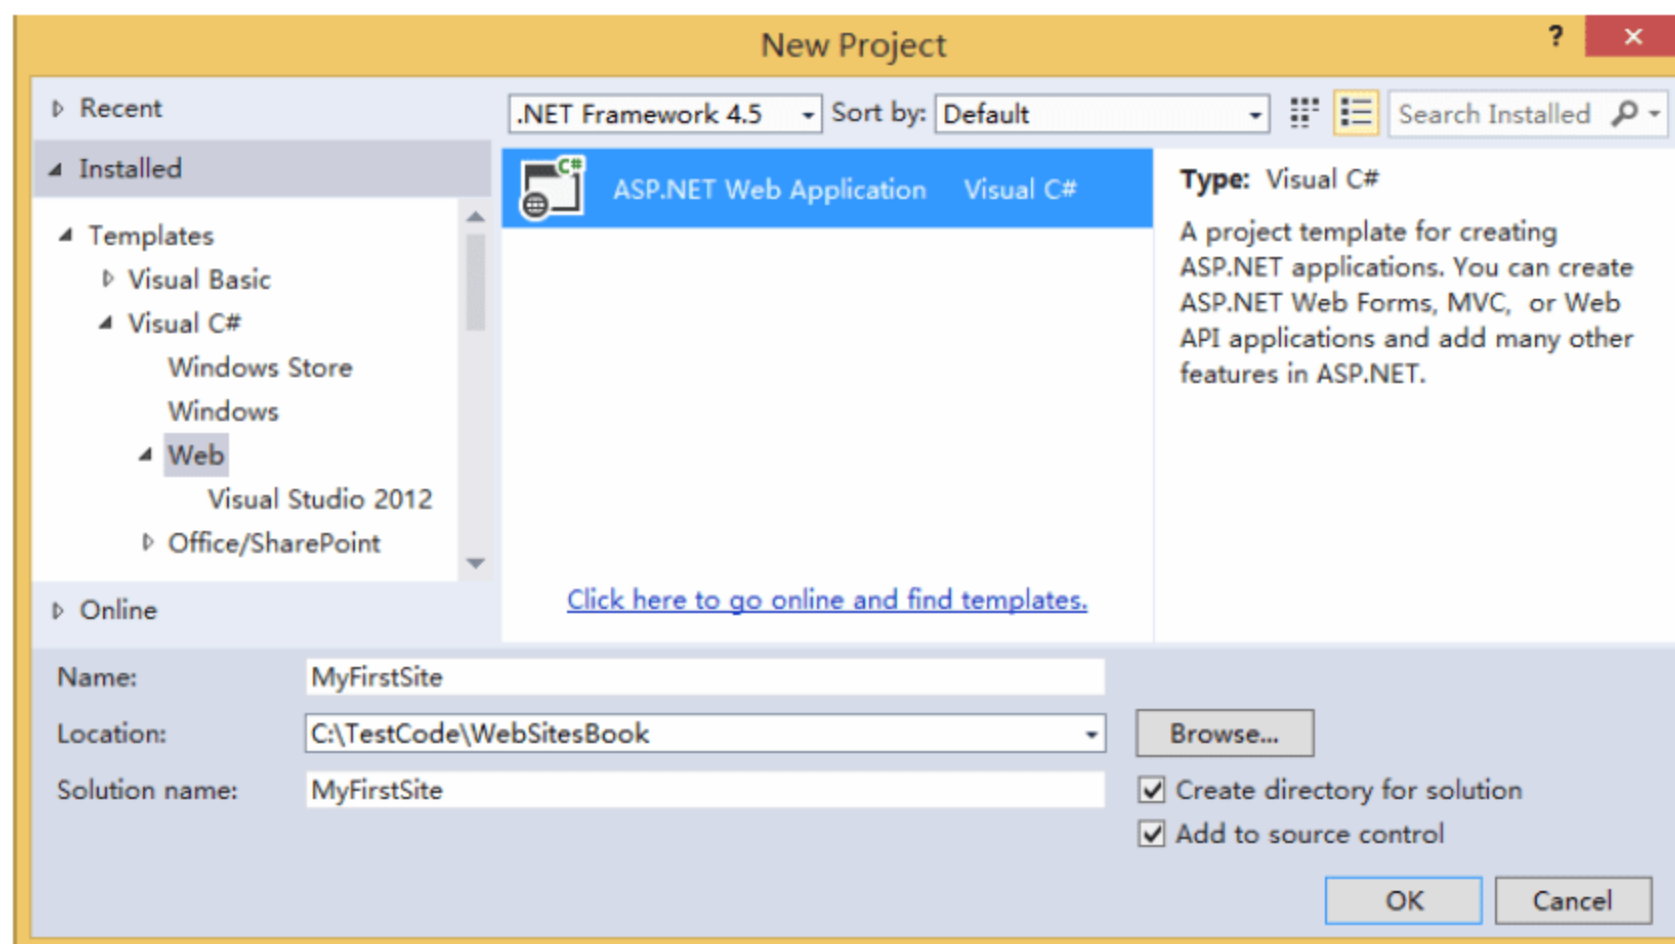 New Project
?
Recent
.NET Framework 4.5
Sort by:
Default
Search Installed
Installed
Templates
Visual Basic
Visual C#
Windows Store
Windows
Web
Visual Studio 2012
Office/SharePoint
Online
C#
ASP.NET Web Application
Visual C#
Click here to go online and find templates.
Type: Visual C#
A project template for creating
ASP.NET applications. You can create
ASP.NET Web Forms, MVC, or Web
API applications and add many other
features in ASP.NET.
Name:
MyFirstSite
Location:
C:\TestCode\WebSitesBook
Browse...
Solution name:
MyFirstSite
Create directory for solution
Add to source control
OK
Cancel